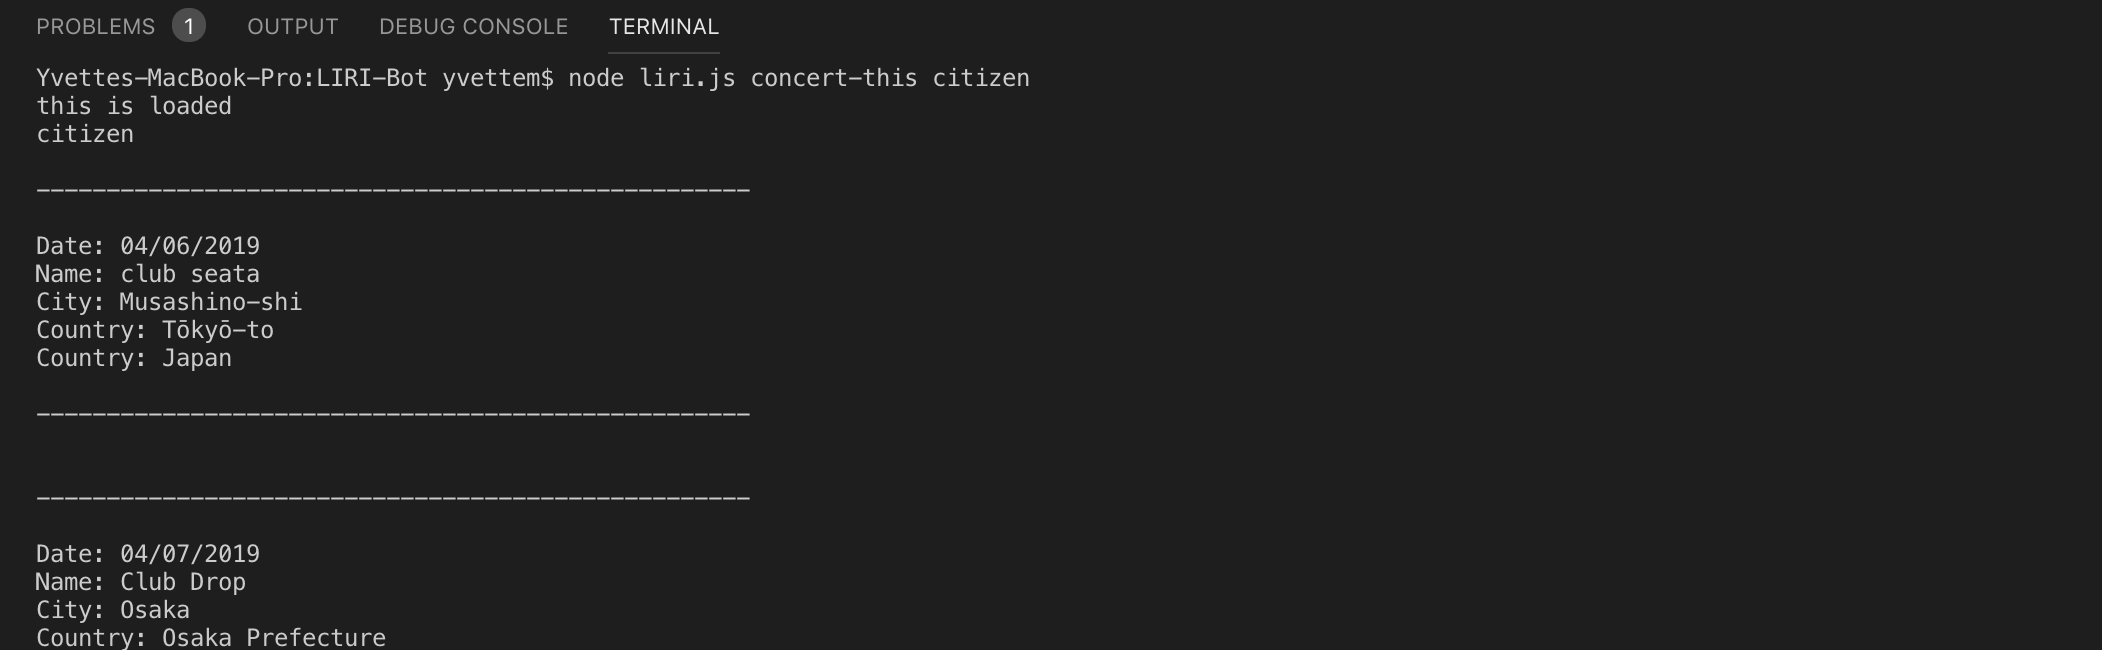 PROBLEMS 1 OUTPUT DEBUG CONSOLE TERMINAL
Yvettes-MacBook-Pro:LIRI-Bot yvettem$ node liri.js concert-this citizen
this is loaded
citizen
---------------------------------------------------
Date: 04/06/2019
Name: club seata
City: Musashino-shi
Country: Tōkyō-to
Country: Japan
---------------------------------------------------
---------------------------------------------------
Date: 04/07/2019
Name: Club Drop
City: Osaka
Country: Osaka Prefecture